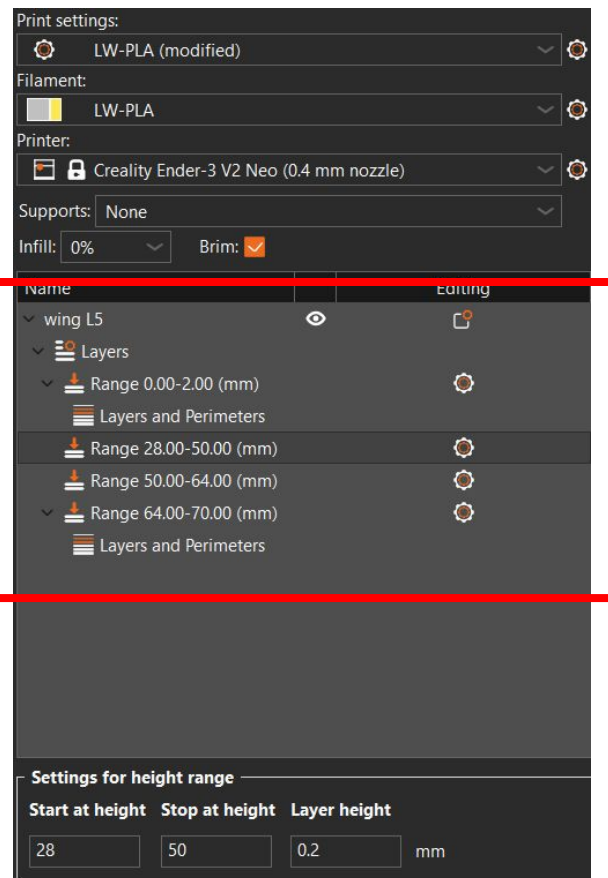 Print settings:
LW-PLA (modified)
Filament:
LW-PLA
Printer:
Creality Ender-3 V2 Neo (0.4 mm nozzle)
Supports: None
Infill: 0% Brim:
Name Editing
wing L5
Layers
Range 0.00-2.00 (mm)
Layers and Perimeters
Range 28.00-50.00 (mm)
Range 50.00-64.00 (mm)
Range 64.00-70.00 (mm)
Layers and Perimeters
Settings for height range
Start at height Stop at height Layer height
28 50 0.2 mm